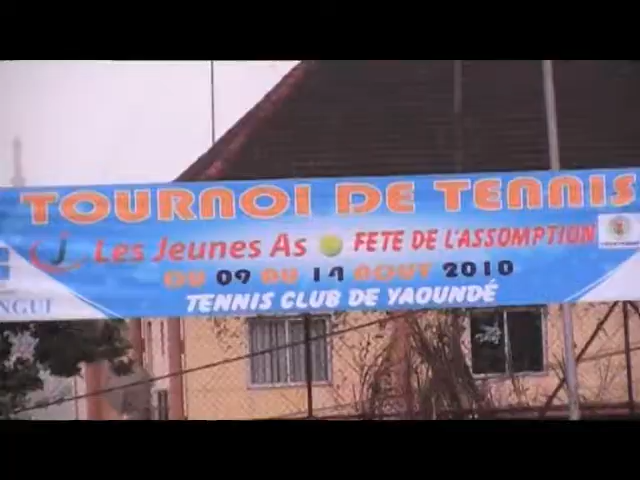 TOURNOI DE TENNIS
Les Jeunes As FETE DE L'ASSOMPTION
DU 09 AU 14 AOUT 2010
TENNIS CLUB DE YAOUNDÉ